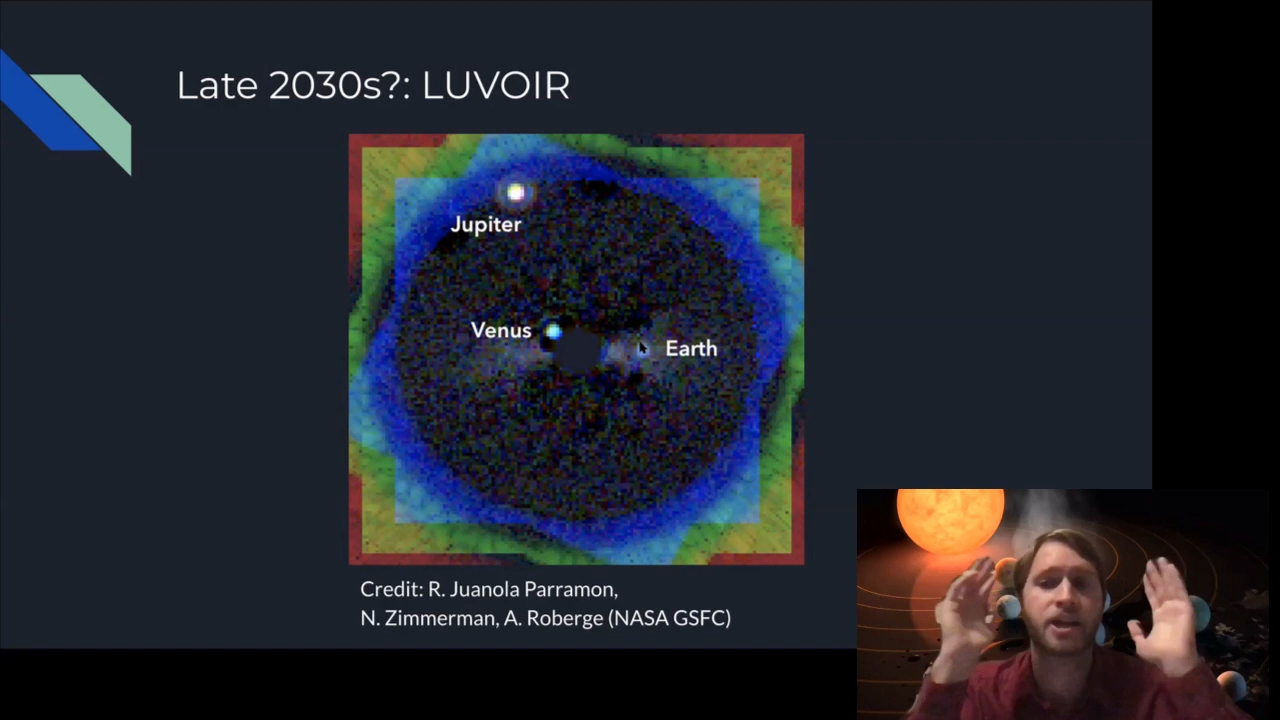 Late 2030s?: LUVOIR
Jupiter
Venus
Earth
Credit: R. Juanola Parramon,
N. Zimmerman, A. Roberge (NASA GSFC)